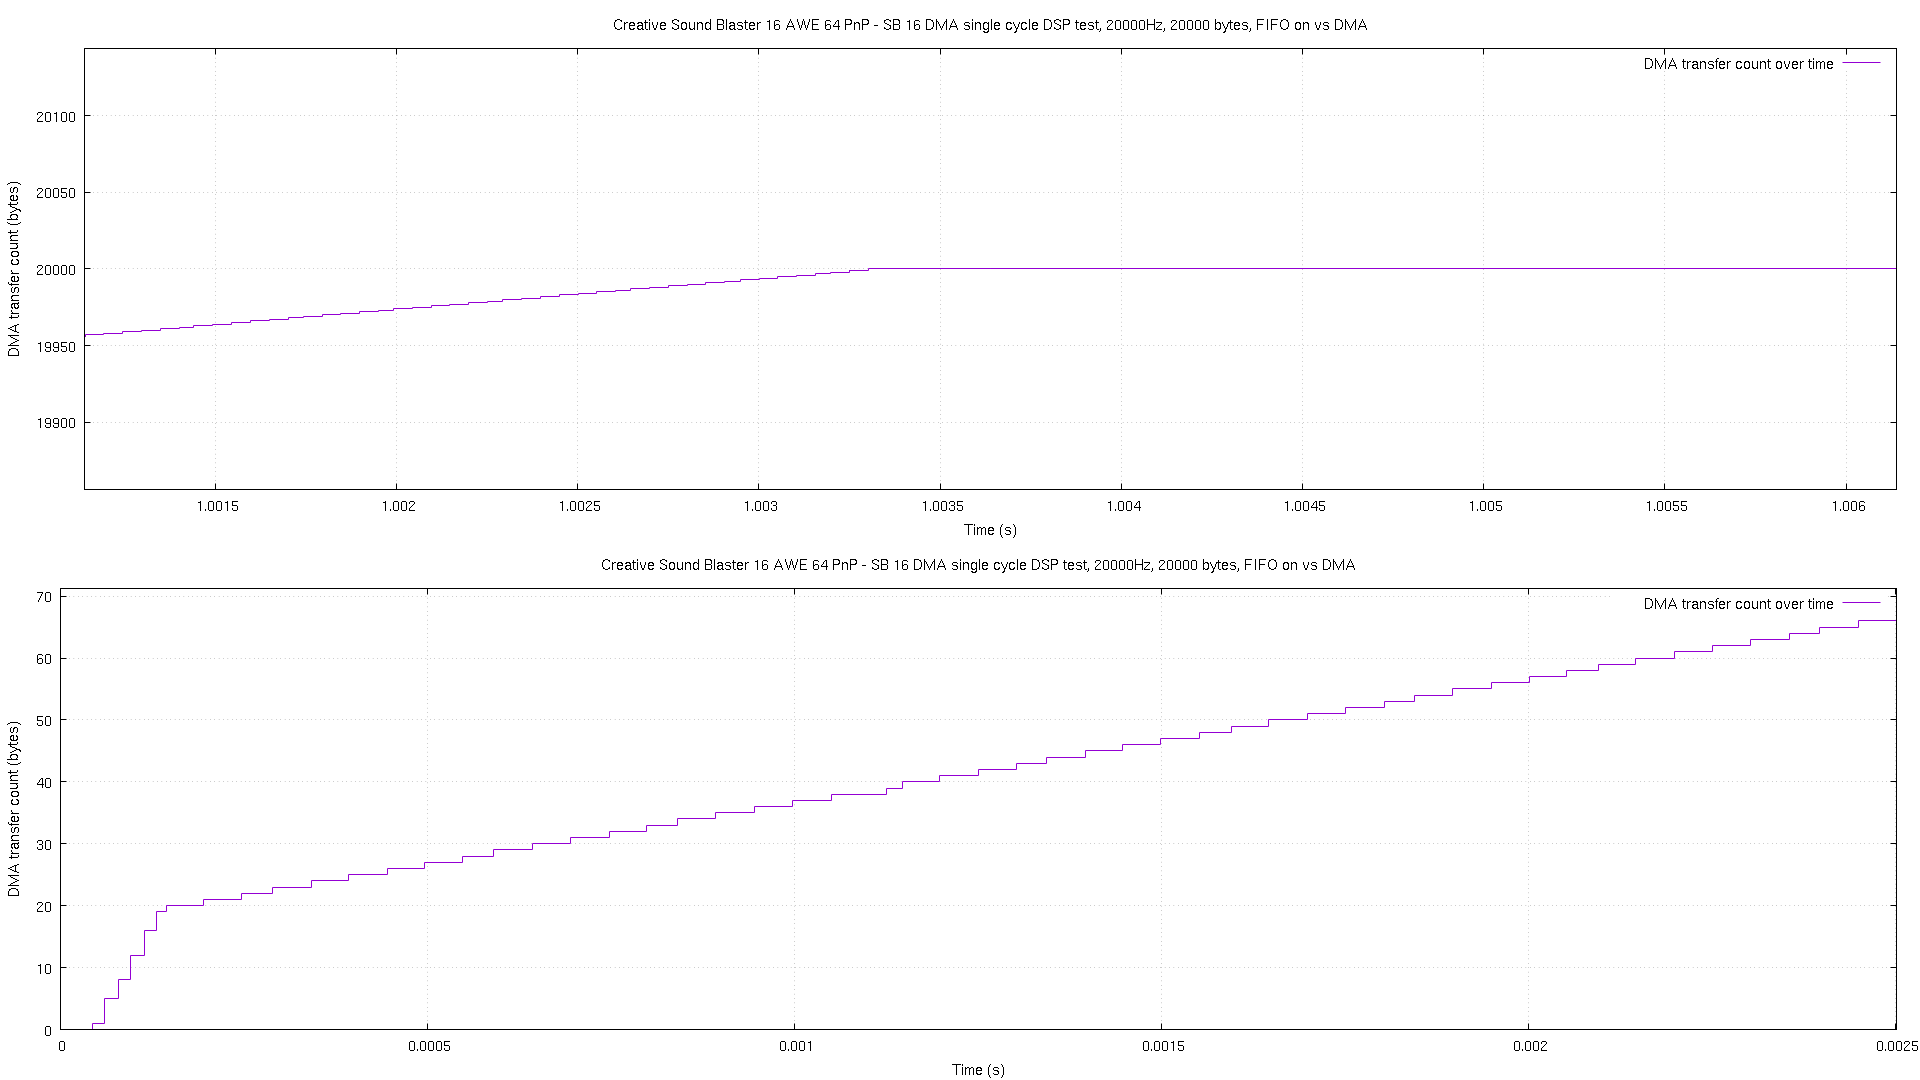 Creative Sound Blaster 16 AWE 64 PnP - SB 16 DMA single cycle DSP test, 20000Hz, 20000 bytes, FIFO on vs DMA
DMA transfer count over time
DMA transfer count (bytes)
20100
20050
20000
19950
19900
1.0015 1.002 1.0025 1.003 1.0035 1.004 1.0045 1.005 1.0055 1.006
Time (s)
Creative Sound Blaster 16 AWE 64 PnP - SB 16 DMA single cycle DSP test, 20000Hz, 20000 bytes, FIFO on vs DMA
DMA transfer count over time
DMA transfer count (bytes)
70
60
50
40
30
20
10
0
0 0.0005 0.001 0.0015 0.002 0.0025
Time (s)